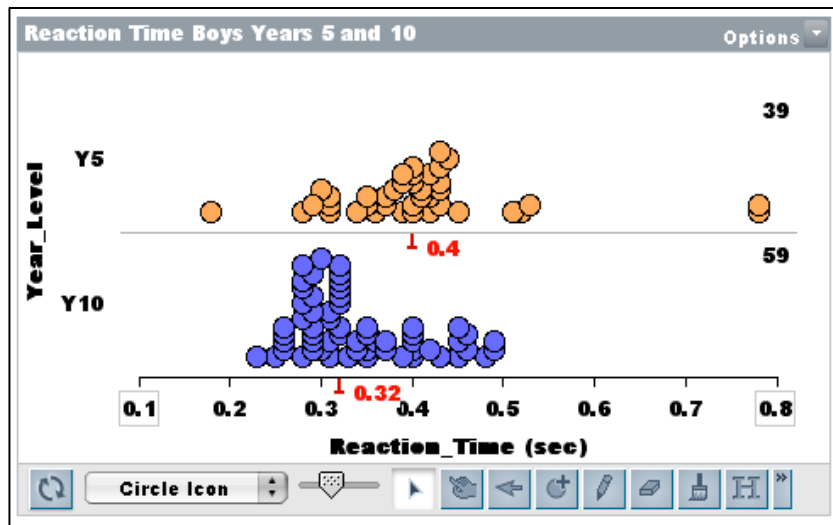 Reaction Time Boys Years 5 and 10
Options
39
Y5
Year_Level
0.4
59
Y10
0.32
0.1 0.2 0.3 0.4 0.5 0.6 0.7 0.8
Reaction_Time (sec)
Circle Icon
H
»